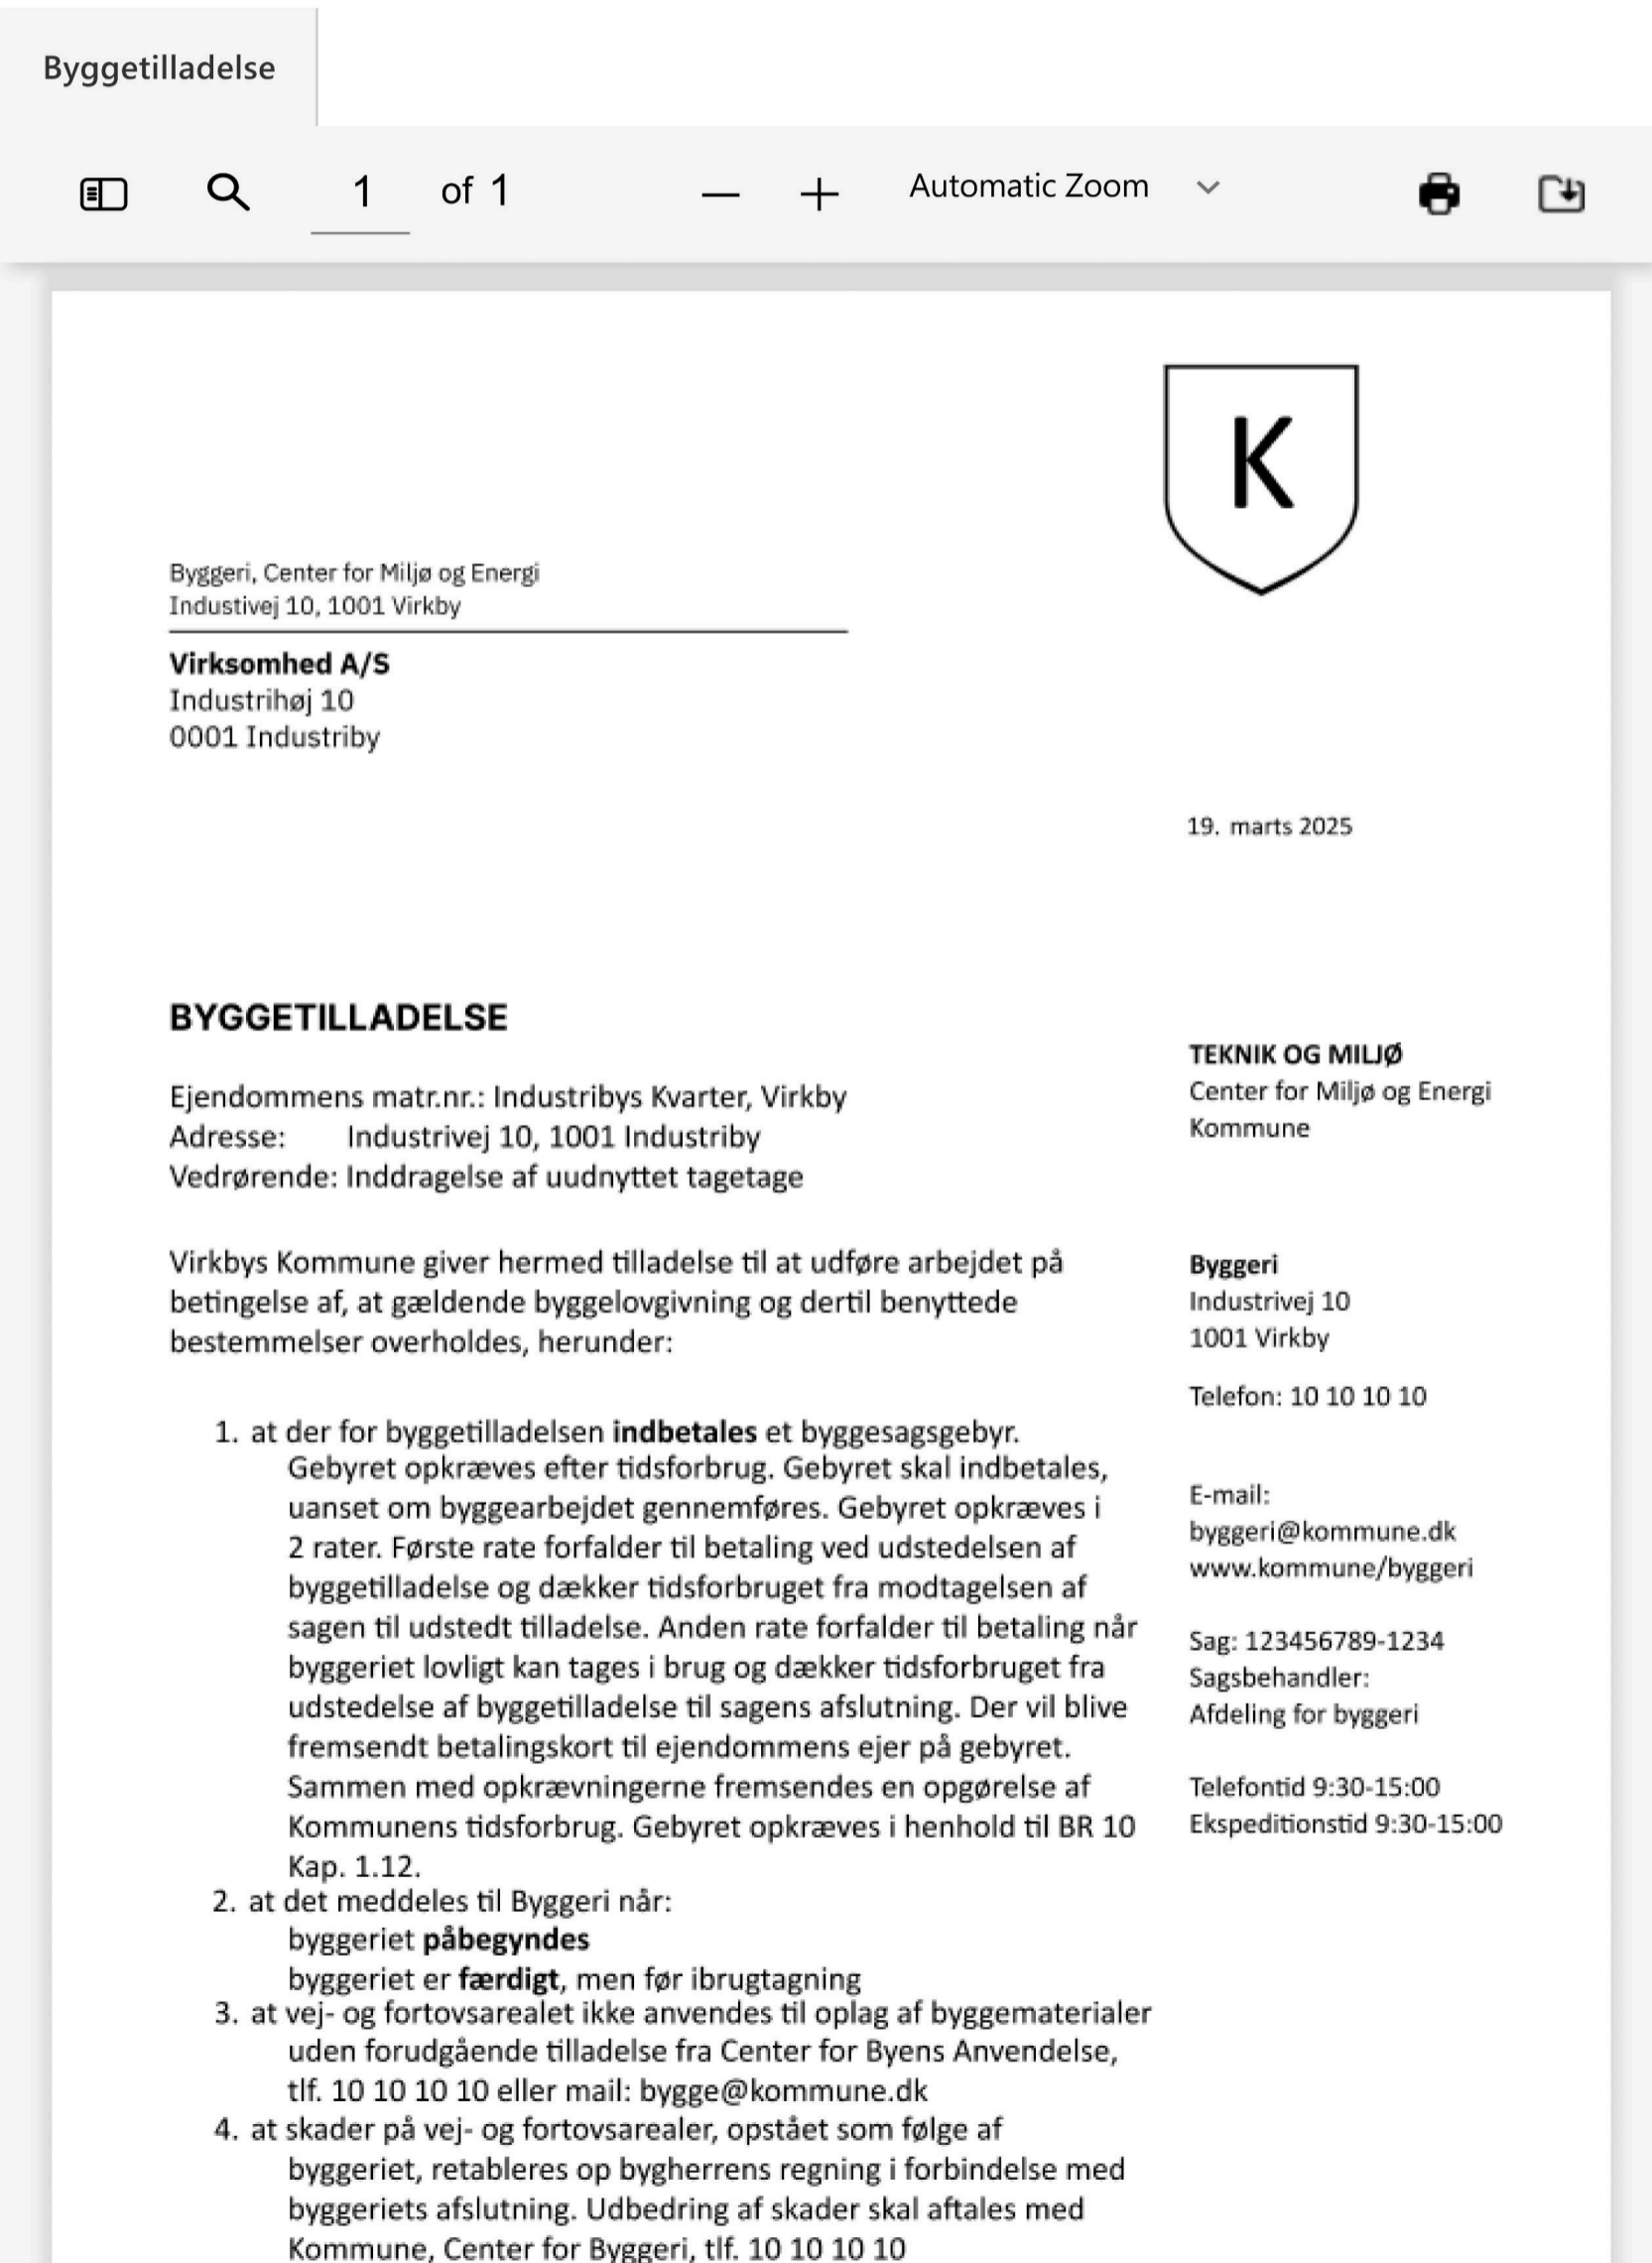 Byggetilladelse
1 of 1
Automatic Zoom
K
Byggeri, Center for Miljø og Energi
Industivej 10, 1001 Virkby
Virksomhed A/S
Industrihøj 10
0001 Industriby
19. marts 2025
BYGGETILLADELSE
Ejendommens matr.nr.: Industribys Kvarter, Virkby
Adresse: Industrivej 10, 1001 Industriby
Vedrørende: Inddragelse af uudnyttet tagetage
Virkbys Kommune giver hermed tilladelse til at udføre arbejdet på
betingelse af, at gældende byggelovgivning og dertil benyttede
bestemmelser overholdes, herunder:
1. at der for byggetilladelsen indbetales et byggesagsgebyr.
Gebyret opkræves efter tidsforbrug. Gebyret skal indbetales,
uanset om byggearbejdet gennemføres. Gebyret opkræves i
2 rater. Første rate forfalder til betaling ved udstedelsen af
byggetilladelse og dækker tidsforbruget fra modtagelsen af
sagen til udstedt tilladelse. Anden rate forfalder til betaling når
byggeriet lovligt kan tages i brug og dækker tidsforbruget fra
udstedelse af byggetilladelse til sagens afslutning. Der vil blive
fremsendt betalingskort til ejendommens ejer på gebyret.
Sammen med opkrævningerne fremsendes en opgørelse af
Kommunens tidsforbrug. Gebyret opkræves i henhold til BR 10
Kap. 1.12.
2. at det meddeles til Byggeri når:
byggeriet påbegyndes
byggeriet er færdigt, men før ibrugtagning
3. at vej- og fortovsarealet ikke anvendes til oplag af byggematerialer
uden forudgående tilladelse fra Center for Byens Anvendelse,
tlf. 10 10 10 10 eller mail: bygge@kommune.dk
4. at skader på vej- og fortovsarealer, opstået som følge af
byggeriet, retableres op bygherrens regning i forbindelse med
byggeriets afslutning. Udbedring af skader skal aftales med
Kommune, Center for Byggeri, tlf. 10 10 10 10
TEKNIK OG MILJØ
Center for Miljø og Energi
Kommune
Byggeri
Industrivej 10
1001 Virkby
Telefon: 10 10 10 10
E-mail:
byggeri@kommune.dk
www.kommune/byggeri
Sag: 123456789-1234
Sagsbehandler:
Afdeling for byggeri
Telefontid 9:30-15:00
Ekspeditionstid 9:30-15:00